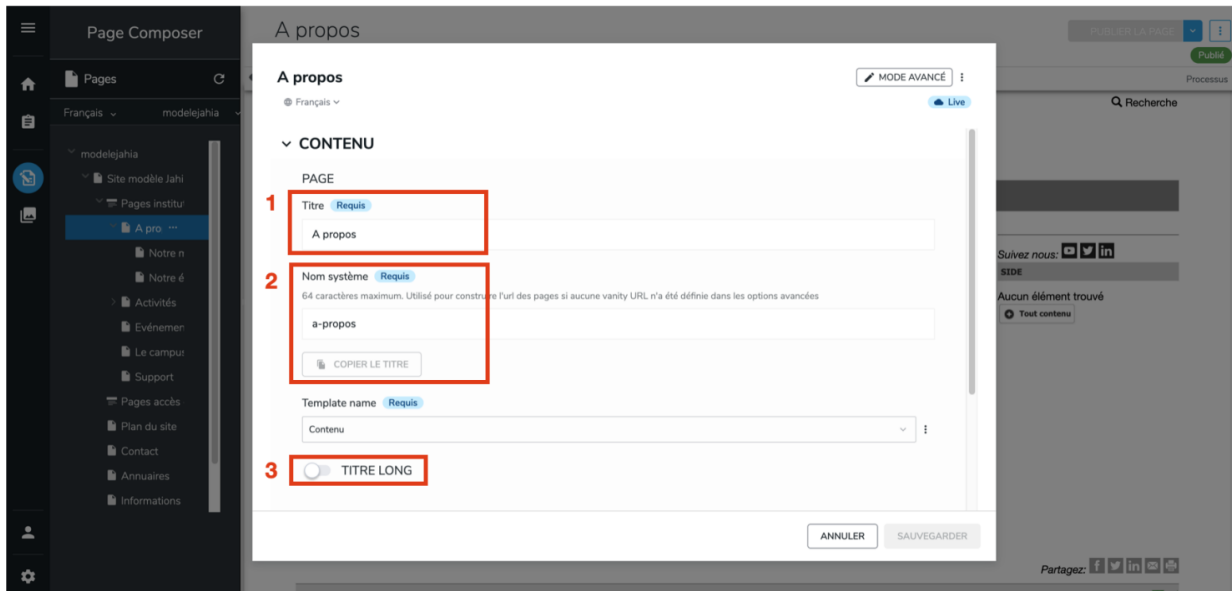 Page Composer
A propos
PUBLIER LA PAGE
Publié
Pages
Processus
Français
modelejahia
Recherche
modelejahia
Site modèle Jahi
Pages institu
A pro ···
Notre n
Notre é
Activités
Evénemen
Le campus
Support
Pages accès
Plan du site
Contact
Annuaires
Informations
A propos
MODE AVANCÉ
Français
Live
CONTENU
PAGE
1
Titre Requis
A propos
2
Nom système Requis
64 caractères maximum. Utilisé pour construire l'url des pages si aucune vanity URL n'a été définie dans les options avancées
a-propos
COPIER LE TITRE
Template name Requis
Contenu
3
TITRE LONG
ANNULER
SAUVEGARDER
Suivez nous:
SIDE
Aucun élément trouvé
Tout contenu
Partagez: